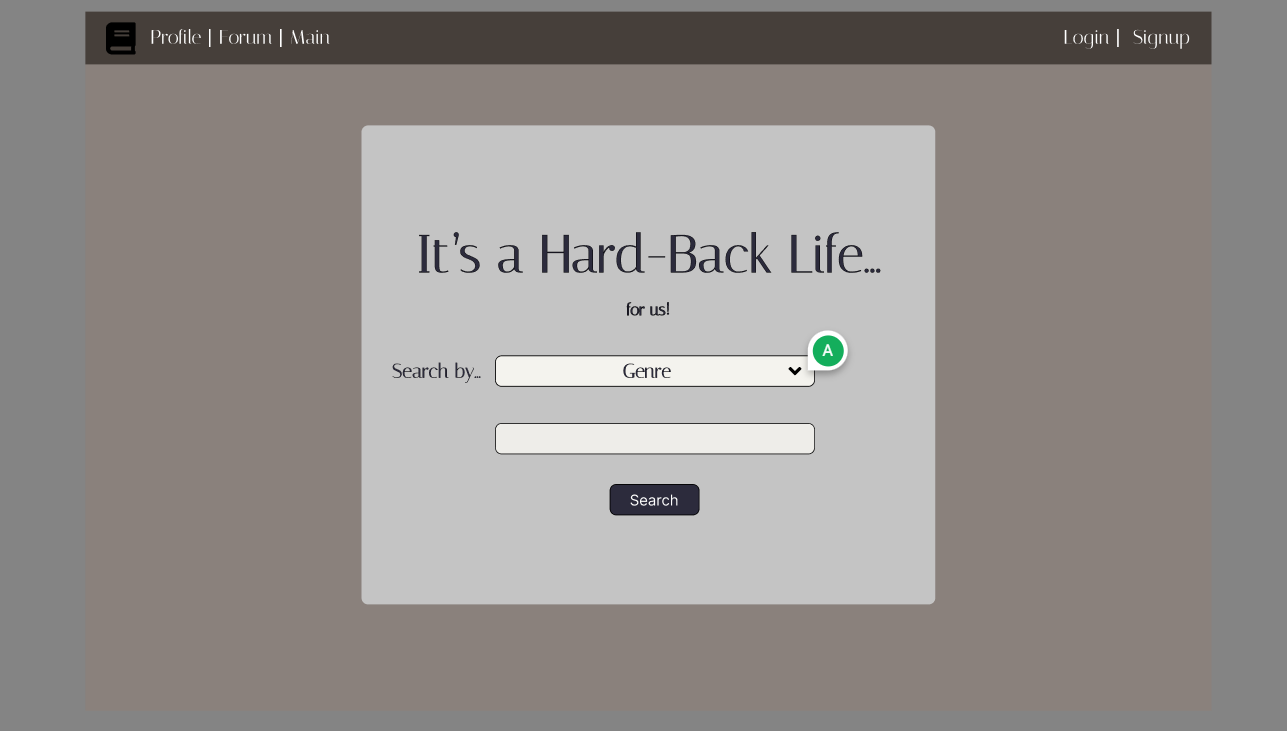 Profile | Forum | Main
Login | Signup
It's a Hard-Back Life...
for us!
Search by...
Genre
A
Search